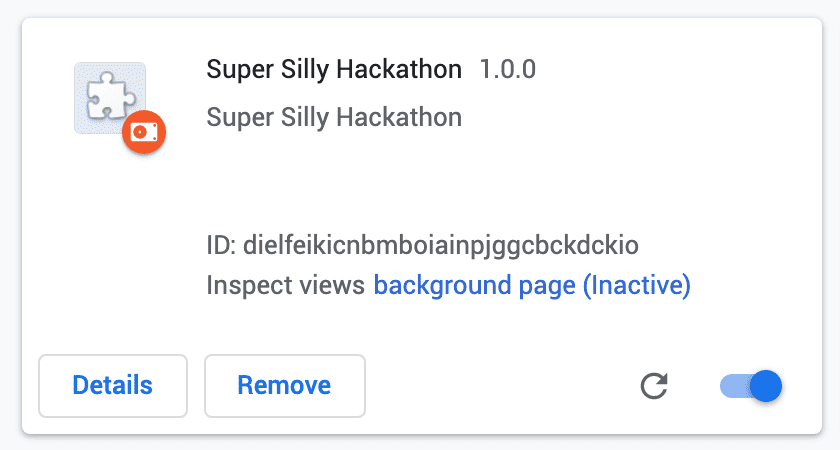 Super Silly Hackathon 1.0.0
Super Silly Hackathon
ID: dielfeikicnbmboiainpjggcbckdckio
Inspect views background page (Inactive)
Details Remove